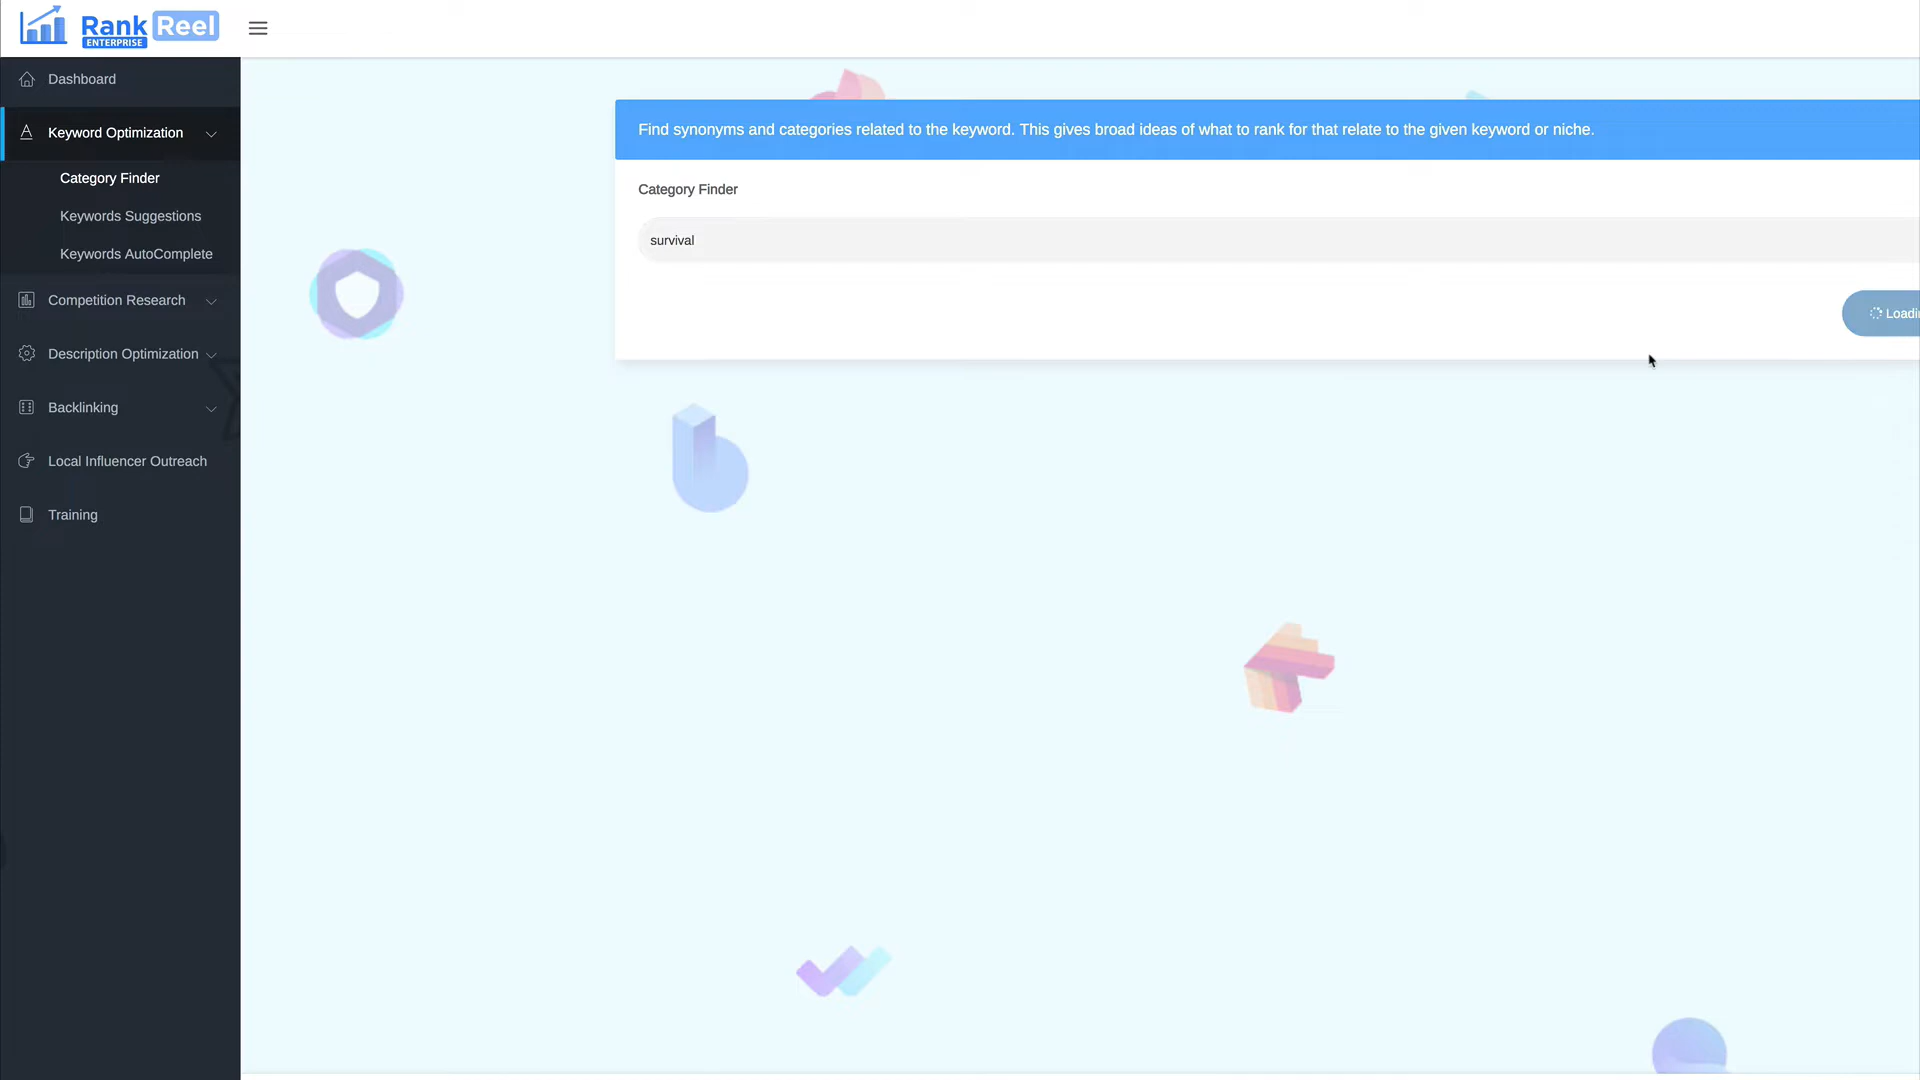 Rank Reel
ENTERPRISE
Dashboard
Keyword Optimization
Category Finder
Keywords Suggestions
Keywords AutoComplete
Competition Research
Description Optimization
Backlinking
Local Influencer Outreach
Training
Find synonyms and categories related to the keyword. This gives broad ideas of what to rank for that relate to the given keyword or niche.
Category Finder
survival